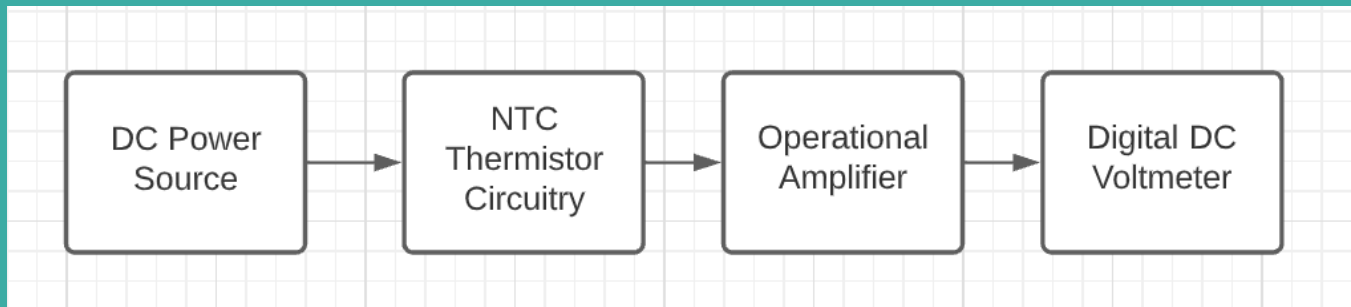 DC Power
Source
NTC
Thermistor
Circuitry
Operational
Amplifier
Digital DC
Voltmeter